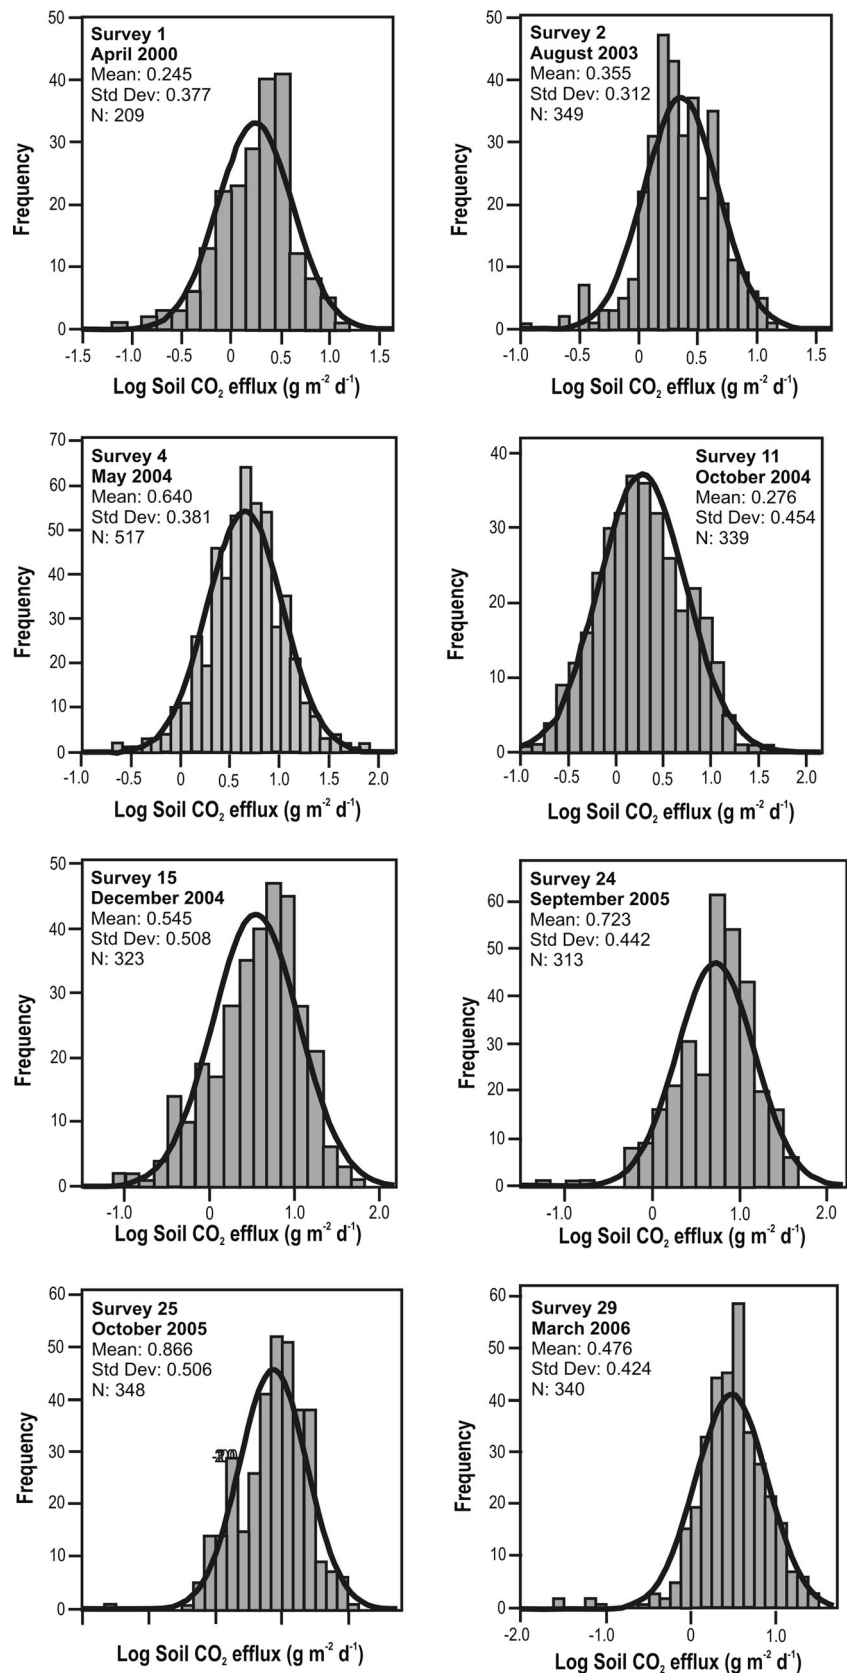 Survey 1
April 2000
Mean: 0.245
Std Dev: 0.377
N: 209
50
40
30
20
10
0
Frequency
-1.5 -1.0 -0.5 0 0.5 1.0 1.5
Log Soil CO₂ efflux (g m⁻² d⁻¹)
Survey 2
August 2003
Mean: 0.355
Std Dev: 0.312
N: 349
50
40
30
20
10
0
Frequency
-1.0 -0.5 0 0.5 1.0 1.5
Log Soil CO₂ efflux (g m⁻² d⁻¹)
Survey 4
May 2004
Mean: 0.640
Std Dev: 0.381
N: 517
70
60
50
40
30
20
10
0
Frequency
-1.0 -0.5 0 0.5 1.0 1.5 2.0
Log Soil CO₂ efflux (g m⁻² d⁻¹)
Survey 11
October 2004
Mean: 0.276
Std Dev: 0.454
N: 339
40
30
20
10
0
Frequency
-1.0 -0.5 0 0.5 1.0 1.5 2.0
Log Soil CO₂ efflux (g m⁻² d⁻¹)
Survey 15
December 2004
Mean: 0.545
Std Dev: 0.508
N: 323
50
40
30
20
10
0
Frequency
-1.0 0 1.0 2.0
Log Soil CO₂ efflux (g m⁻² d⁻¹)
Survey 24
September 2005
Mean: 0.723
Std Dev: 0.442
N: 313
60
50
40
30
20
10
0
Frequency
-1.0 0 1.0 2.0
Log Soil CO₂ efflux (g m⁻² d⁻¹)
Survey 25
October 2005
Mean: 0.866
Std Dev: 0.506
N: 348
60
50
40
30
20
10
0
Frequency
Log Soil CO₂ efflux (g m⁻² d⁻¹)
Survey 29
March 2006
Mean: 0.476
Std Dev: 0.424
N: 340
60
50
40
30
20
10
0
Frequency
-2.0 -1.0 0 1.0
Log Soil CO₂ efflux (g m⁻² d⁻¹)